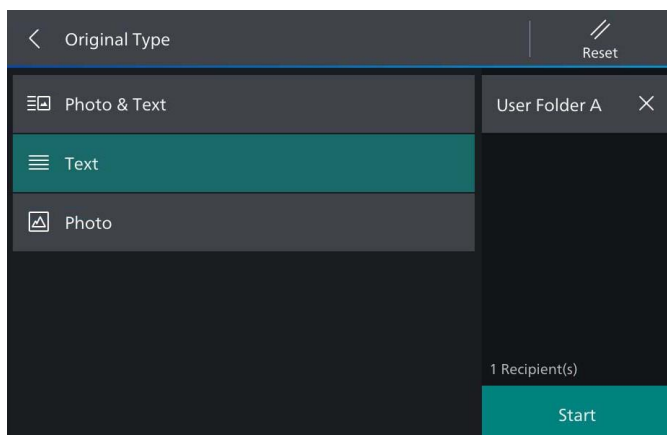 Original Type
Reset
Photo & Text
Text
Photo
User Folder A
1 Recipient(s)
Start